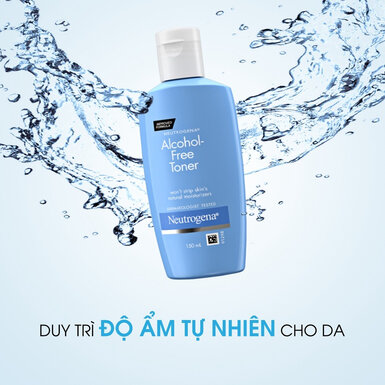 IMPROVED FORMULA
NEUTROGENA®
Alcohol-
Free
Toner
won't strip skin's
natural moisturizers
DERMATOLOGIST TESTED
Neutrogena®
150 mL
DUY TRÌ ĐỘ ẨM TỰ NHIÊN CHO DA